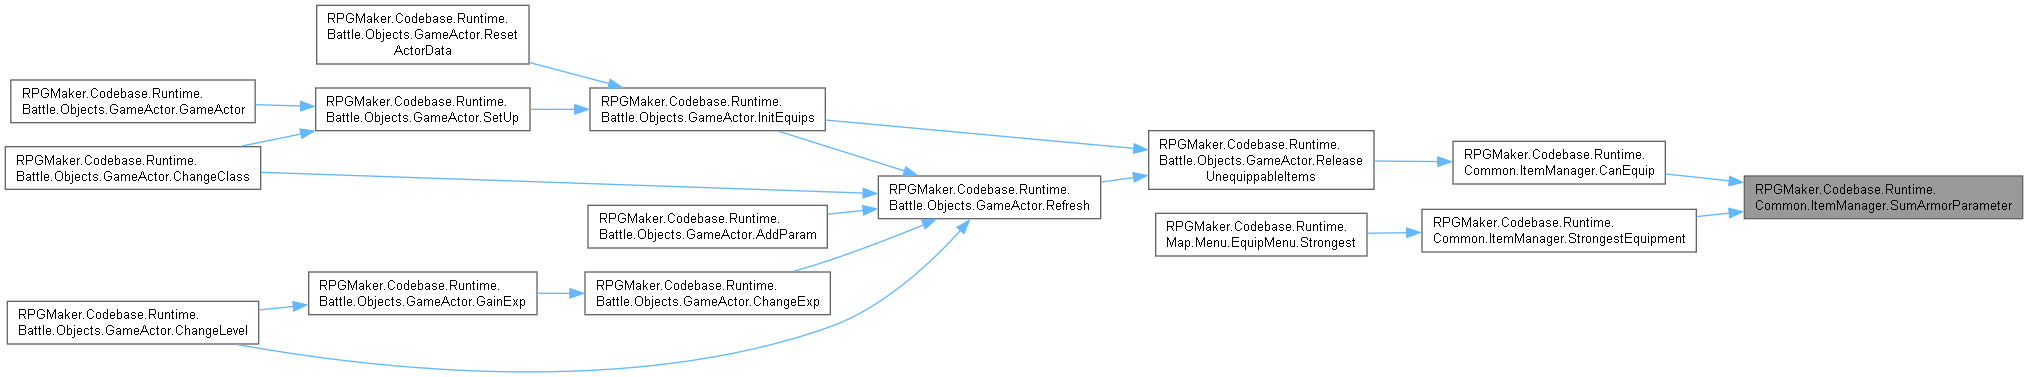 RPGMaker.Codebase.Runtime.
Battle.Objects.GameActor.Reset
ActorData
RPGMaker.Codebase.Runtime.
Battle.Objects.GameActor.GameActor
RPGMaker.Codebase.Runtime.
Battle.Objects.GameActor.SetUp
RPGMaker.Codebase.Runtime.
Battle.Objects.GameActor.InitEquips
RPGMaker.Codebase.Runtime.
Battle.Objects.GameActor.ChangeClass
RPGMaker.Codebase.Runtime.
Battle.Objects.GameActor.Release
UnequippableItems
RPGMaker.Codebase.Runtime.
Common.ItemManager.CanEquip
RPGMaker.Codebase.Runtime.
Common.ItemManager.SumArmorParameter
RPGMaker.Codebase.Runtime.
Battle.Objects.GameActor.Refresh
RPGMaker.Codebase.Runtime.
Battle.Objects.GameActor.AddParam
RPGMaker.Codebase.Runtime.
Map.Menu.EquipMenu.Strongest
RPGMaker.Codebase.Runtime.
Common.ItemManager.StrongestEquipment
RPGMaker.Codebase.Runtime.
Battle.Objects.GameActor.GainExp
RPGMaker.Codebase.Runtime.
Battle.Objects.GameActor.ChangeExp
RPGMaker.Codebase.Runtime.
Battle.Objects.GameActor.ChangeLevel